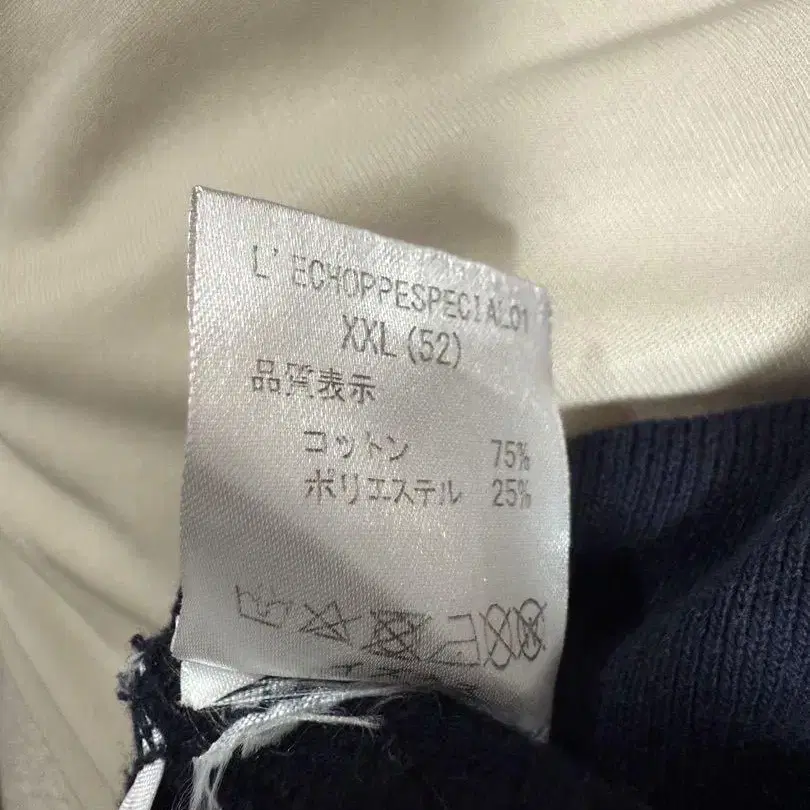 L'ECHOPPESPECIAL01
XXL(52)
品質表示
コットン 75%
ポリエステル 25%